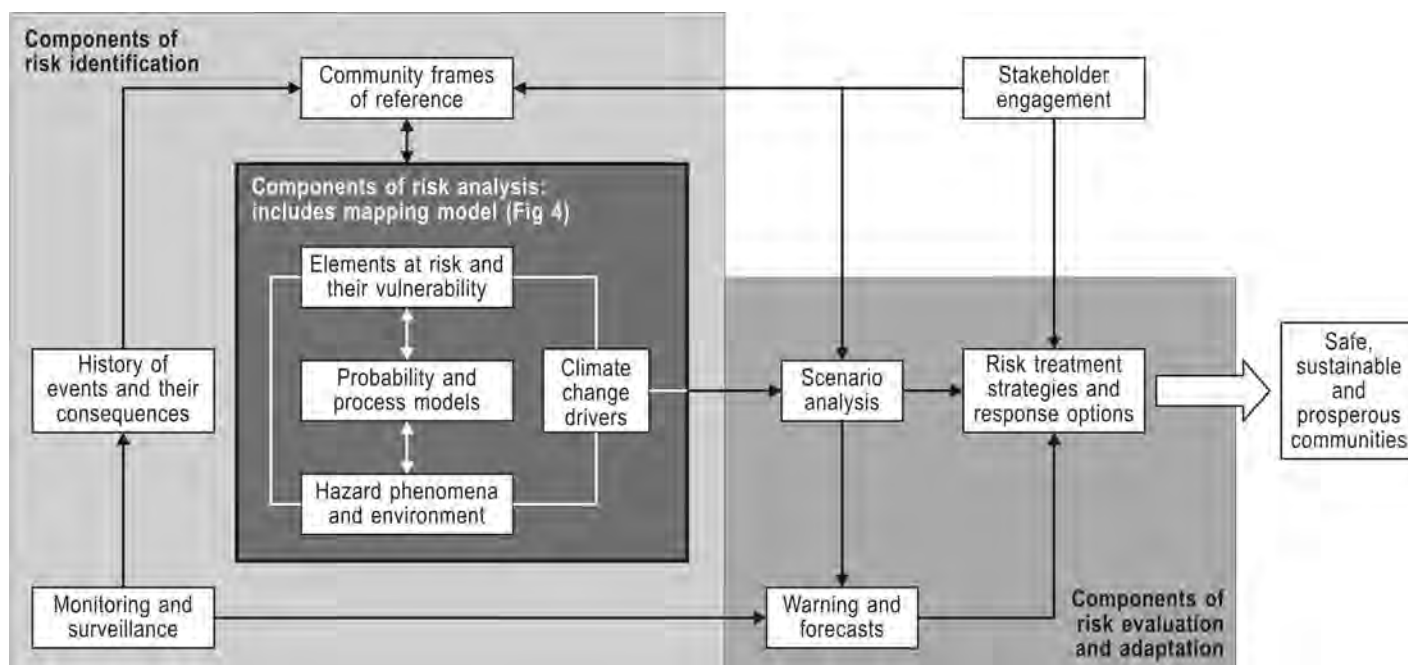 Components of
risk identification
Community frames
of reference
Stakeholder
engagement
Components of risk analysis:
includes mapping model (Fig 4)
Elements at risk and
their vulnerability
History of
events and their
consequences
Probability and
process models
Climate
change
drivers
Scenario
analysis
Risk treatment
strategies and
response options
Safe,
sustainable
and
prosperous
communities
Hazard phenomena
and environment
Monitoring and
surveillance
Warning and
forecasts
Components of
risk evaluation
and adaptation